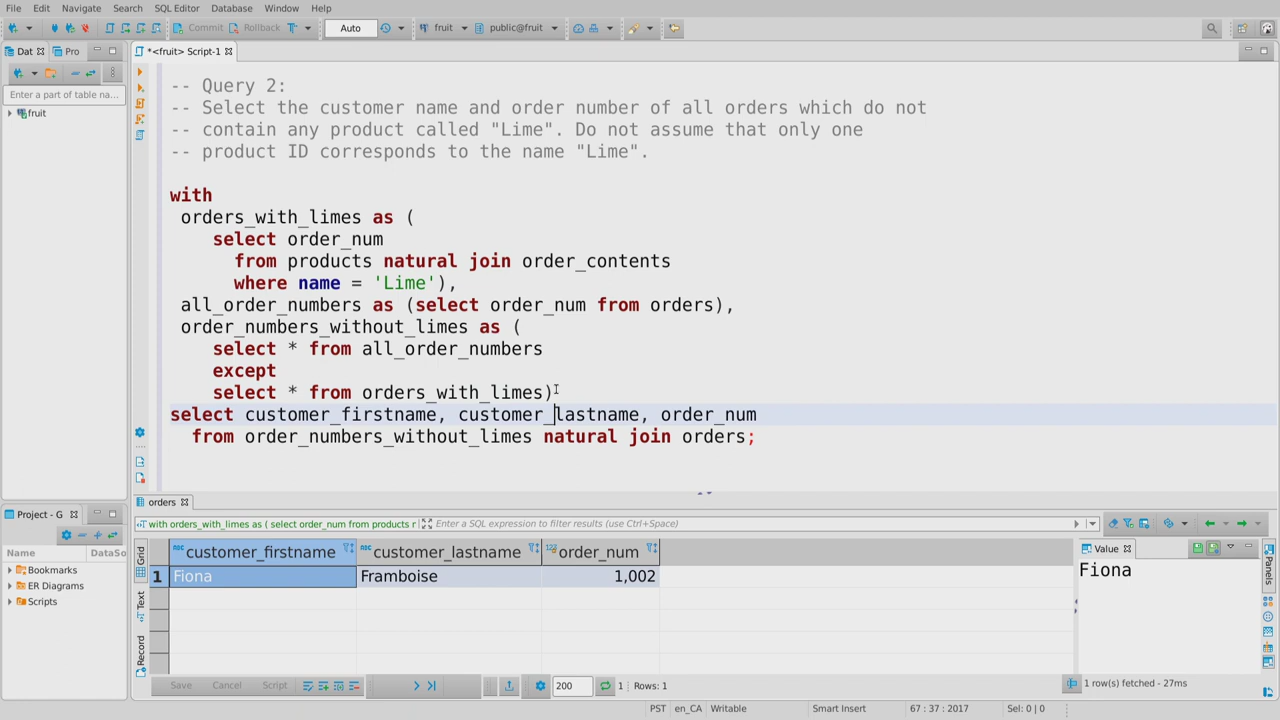 File Edit Navigate Search SQL Editor Database Window Help
Commit Rollback Auto fruit public@fruit
Dat Pro *<fruit> Script-1
Enter a part of table na...
fruit
-- Query 2:
-- Select the customer name and order number of all orders which do not
-- contain any product called "Lime". Do not assume that only one
-- product ID corresponds to the name "Lime".
with
orders_with_limes as (
select order_num
from products natural join order_contents
where name = 'Lime'),
all_order_numbers as (select order_num from orders),
order_numbers_without_limes as (
select * from all_order_numbers
except
select * from orders_with_limes)
select customer_firstname, customer_lastname, order_num
from order_numbers_without_limes natural join orders;
Project - G
Name DataSo
Bookmarks
ER Diagrams
Scripts
orders
with orders_with_limes as ( select order_num from products r Enter a SQL expression to filter results (use Ctrl+Space)
Grid
Text
Record
customer_firstname customer_lastname order_num
1 Fiona Framboise 1,002
Value
Fiona
Panels
Save Cancel Script 200 1 Rows: 1
1 row(s) fetched - 27ms
PST en_CA Writable Smart Insert 67 : 37 : 2017 Sel: 0 | 0